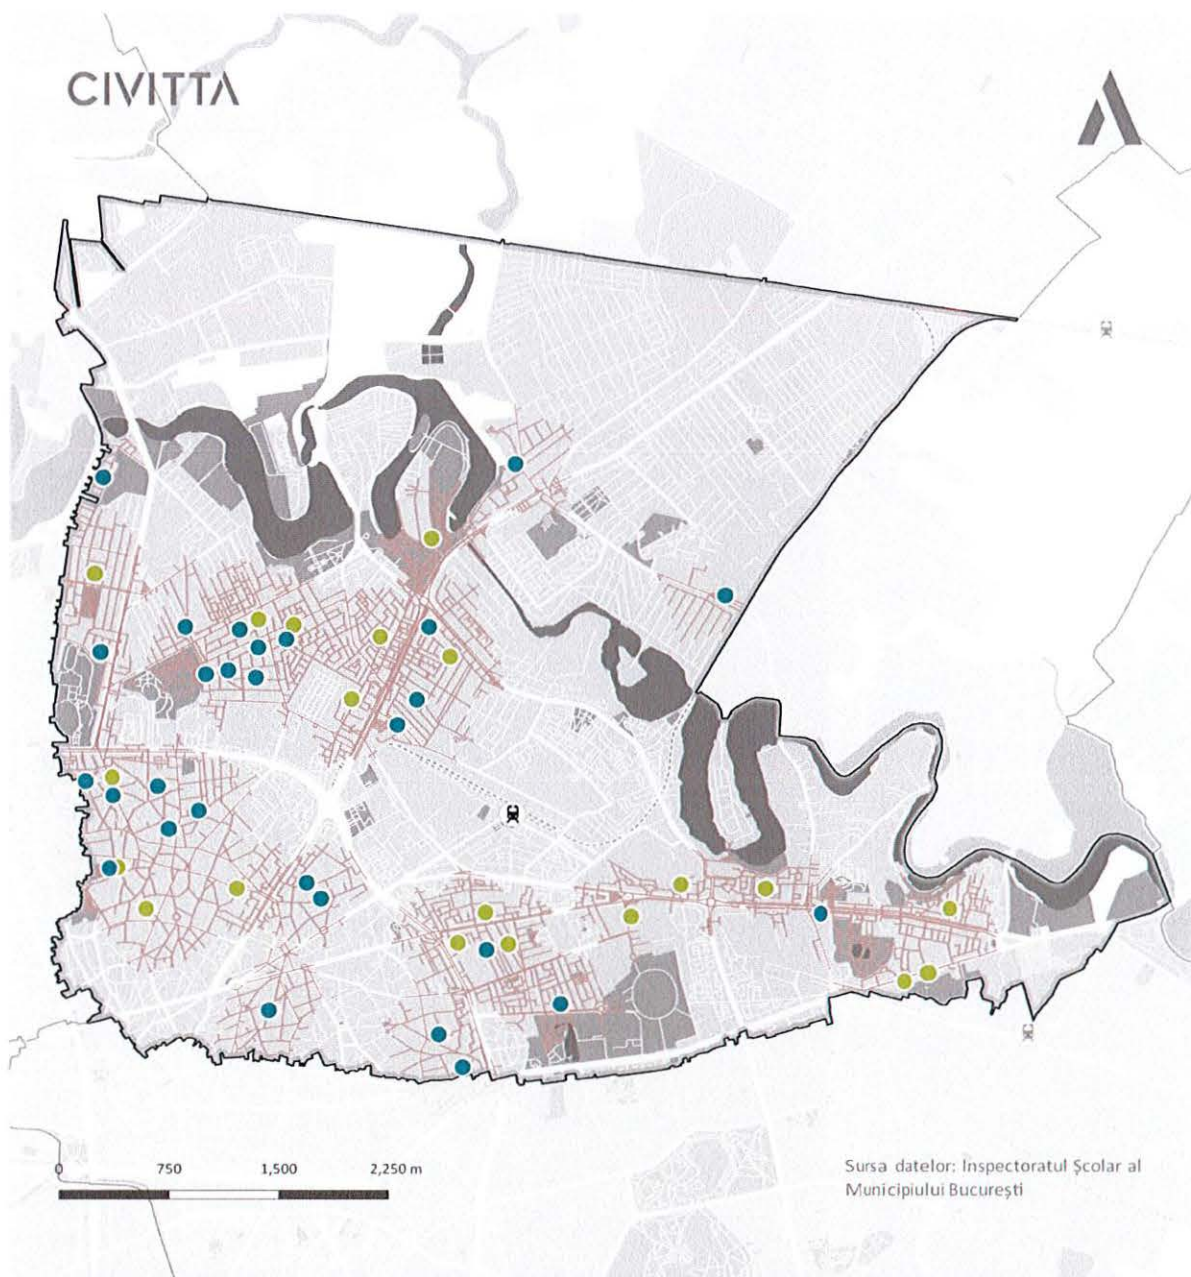 CIVITTA
0 750 1,500 2,250 m
Sursa datelor: Inspectoratul Școlar al
Municipiului București